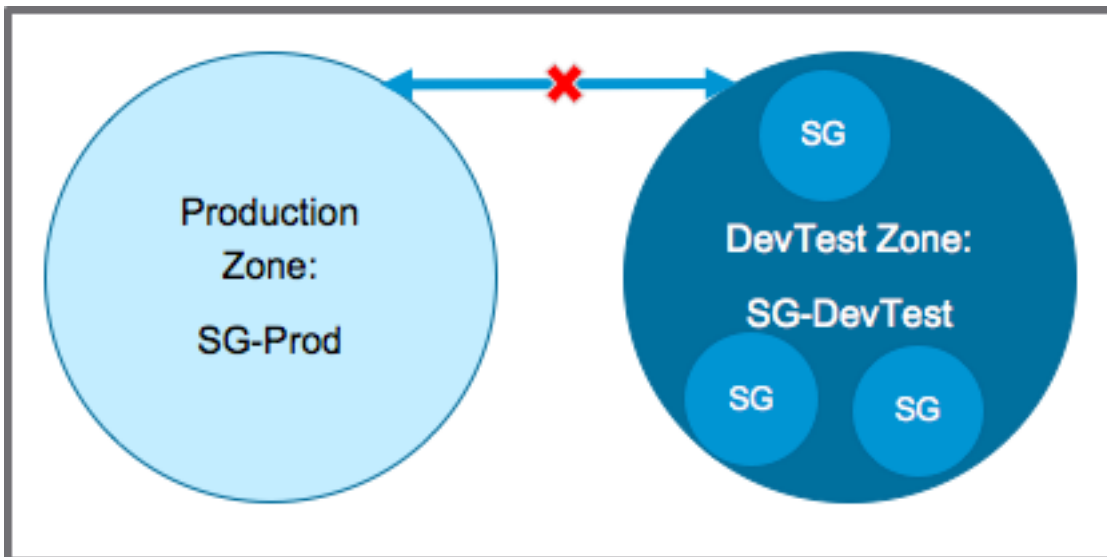 Production
Zone:
SG-Prod
SG
DevTest Zone:
SG-DevTest
SG
SG